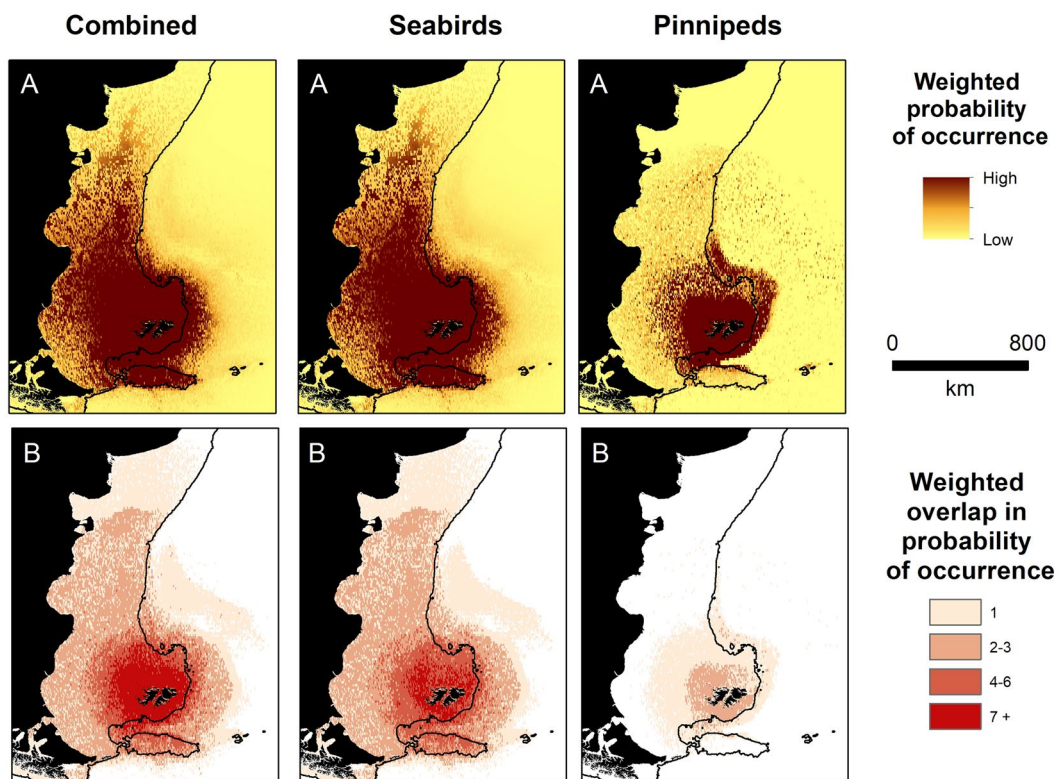 Combined
Seabirds
Pinnipeds
A
A
A
Weighted
probability
of occurrence
High
Low
0
800
km
B
B
B
Weighted
overlap in
probability
of occurrence
1
2-3
4-6
7 +